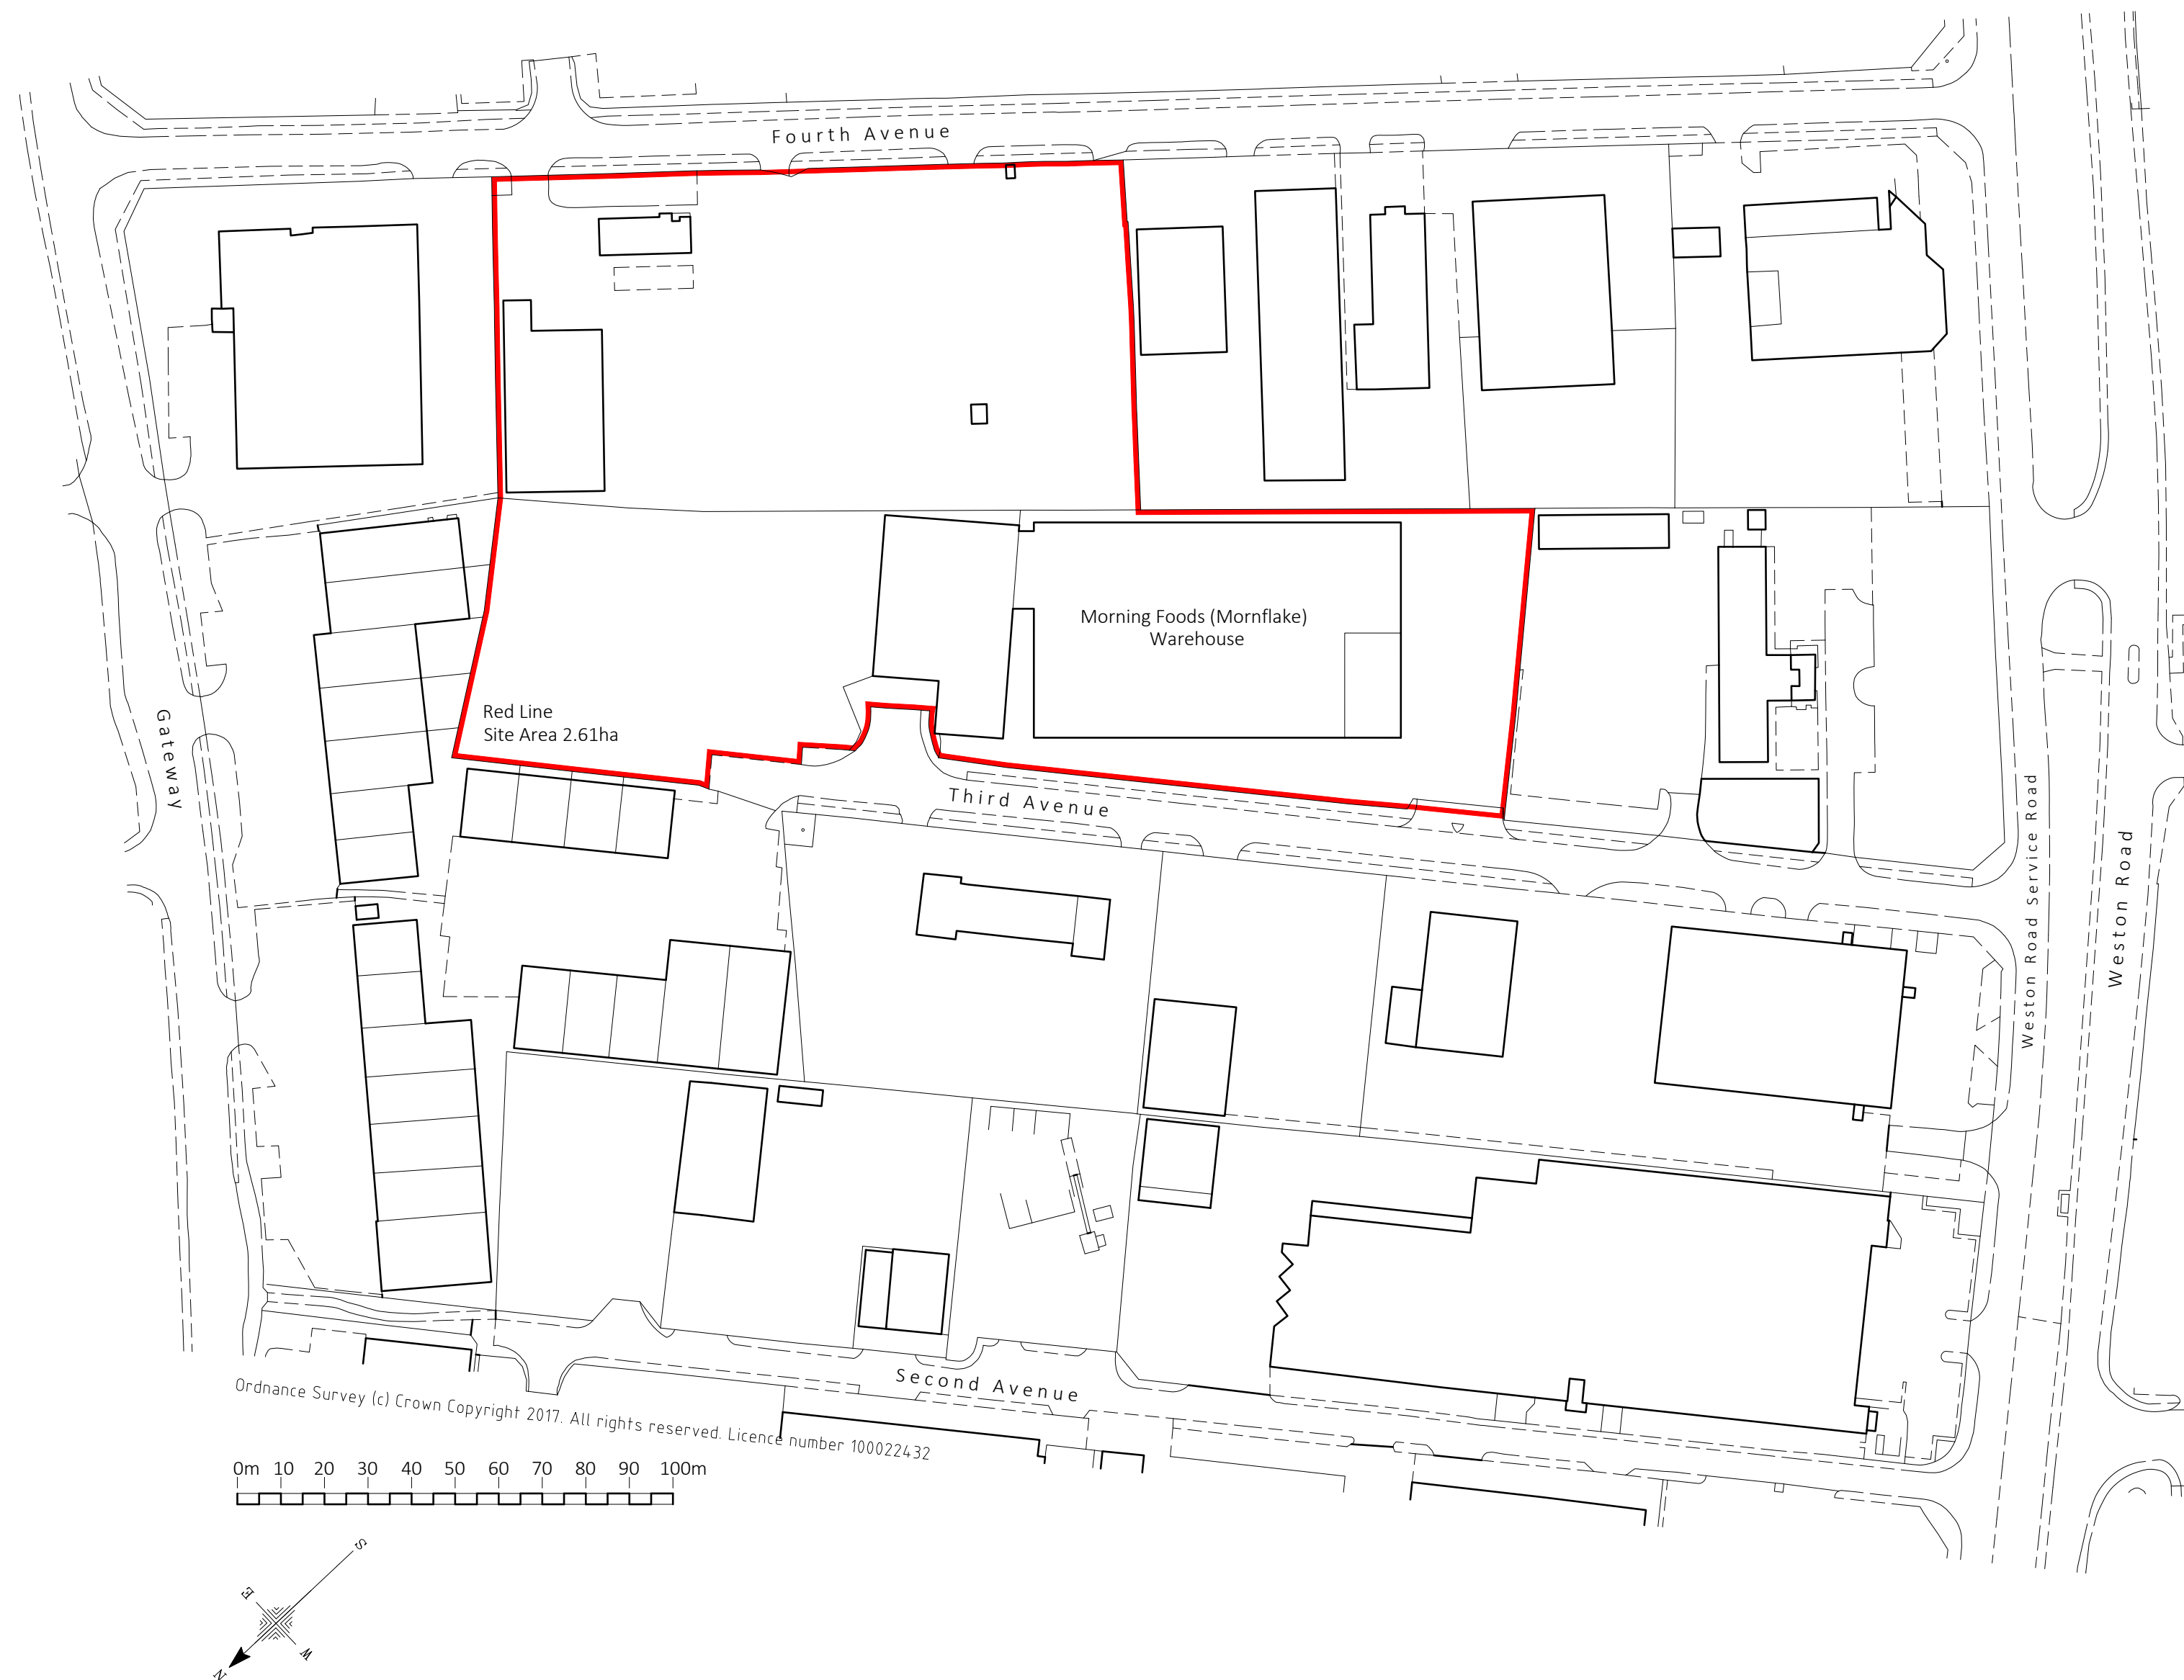 Fourth Avenue
Morning Foods (Mornflake)
Warehouse
Red Line
Site Area 2.61ha
Gateway
Third Avenue
Weston Road Service Road
Weston Road
Second Avenue
Ordnance Survey (c) Crown Copyright 2017. All rights reserved. Licence number 100022432
0m 10 20 30 40 50 60 70 80 90 100m
S
E
W
N